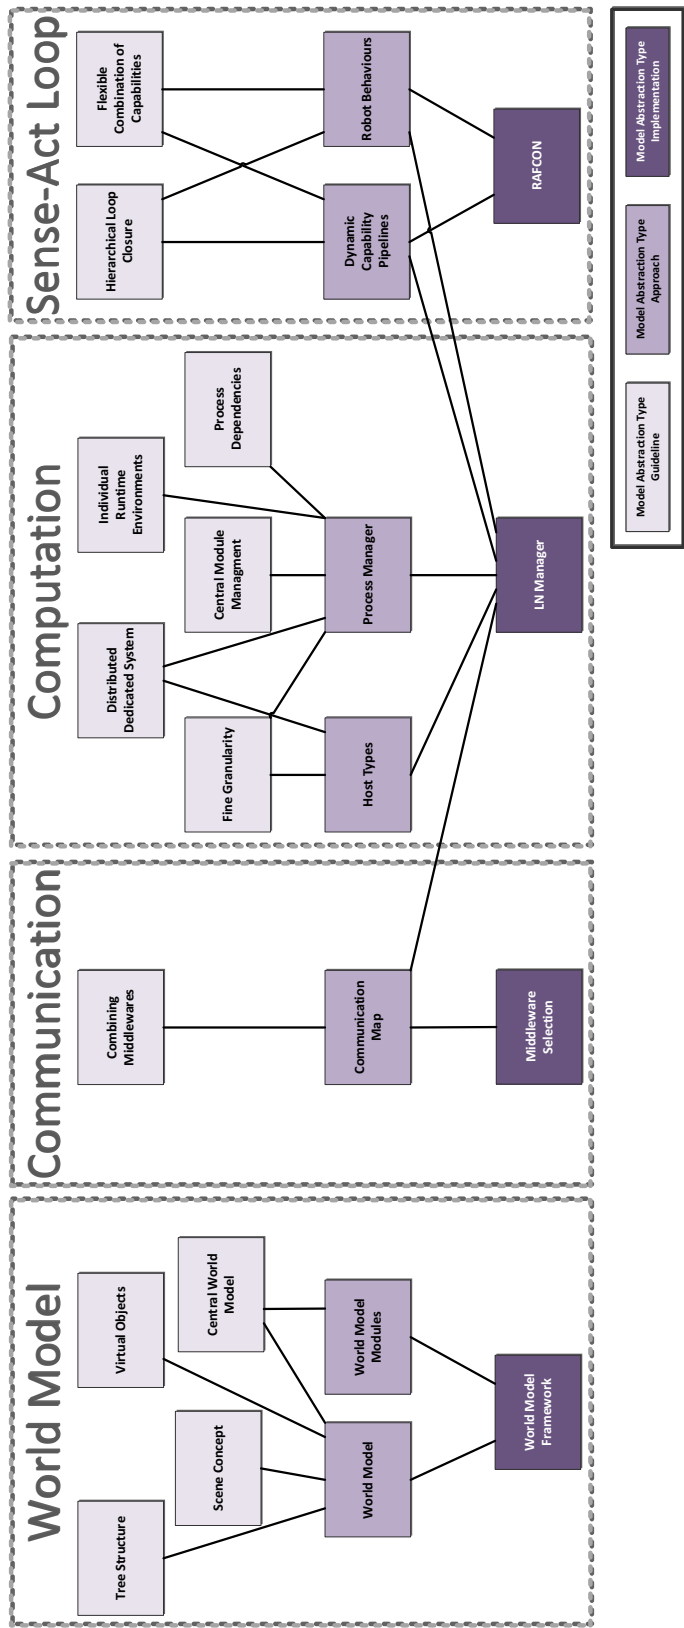 World Model
Tree Structure
Virtual Objects
Scene Concept
Central World
Model
World Model
World Model
Modules
World Model
Framework
Communication
Combining
Middlewares
Communication
Map
Middleware
Selection
Computation
Distributed
Dedicated System
Individual
Runtime
Environments
Fine Granularity
Central Module
Managment
Process
Dependencies
Host Types
Process Manager
LN Manager
Sense-Act Loop
Hierarchical Loop
Closure
Flexible
Combination of
Capabilities
Dynamic
Capability
Pipelines
Robot Behaviours
RAFCON
Model Abstraction Type
Guideline
Model Abstraction Type
Approach
Model Abstraction Type
Implementation